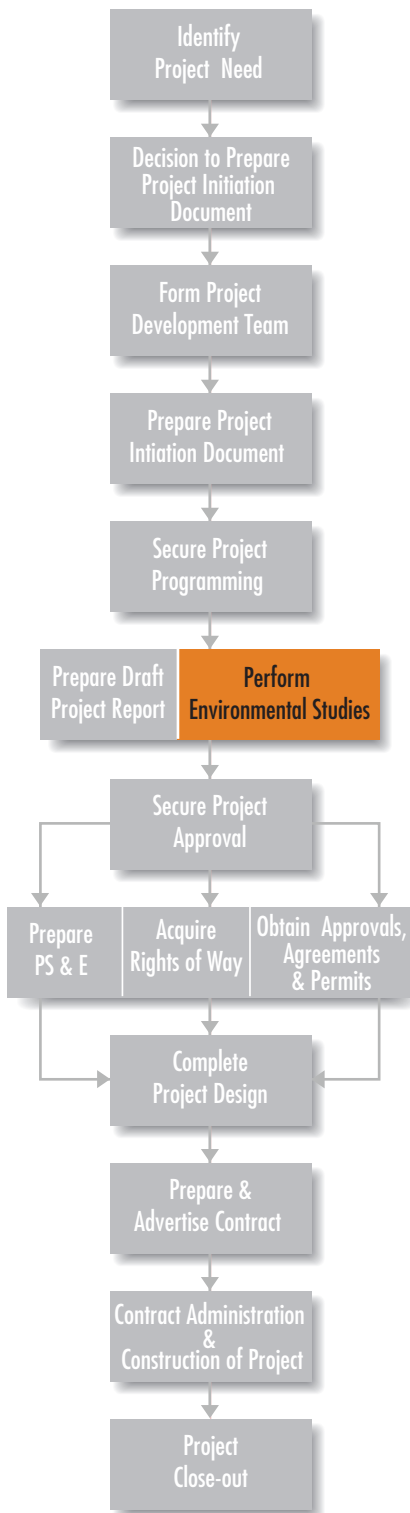 Identify
Project Need
Decision to Prepare
Project Initiation
Document
Form Project
Development Team
Prepare Project
Intiation Document
Secure Project
Programming
Prepare Draft
Project Report
Perform
Environmental Studies
Secure Project
Approval
Prepare
PS & E
Acquire
Rights of Way
Obtain Approvals,
Agreements
& Permits
Complete
Project Design
Prepare &
Advertise Contract
Contract Administration
&
Construction of Project
Project
Close-out